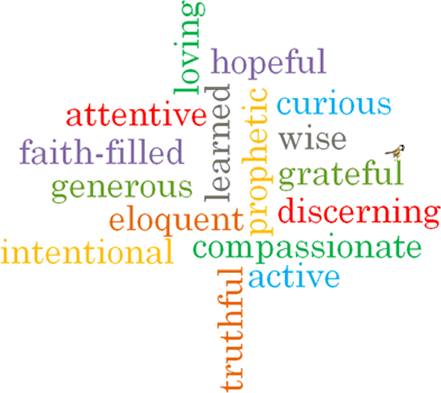 loving
hopeful
learned
prophetic
curious
attentive
wise
faith-filled
grateful
generous
discerning
eloquent
compassionate
intentional
active
truthful